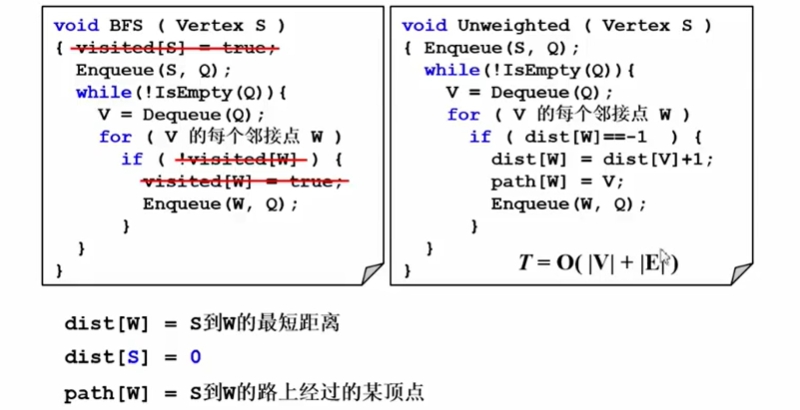 void BFS ( Vertex S )
{ visited[S] = true;
Enqueue(S, Q);
while(!IsEmpty(Q)){
V = Dequeue(Q);
for ( V 的每个邻接点 W )
if ( !visited[W] ) {
visited[W] = true;
Enqueue(W, Q);
}
}
}
void Unweighted ( Vertex S )
{ Enqueue(S, Q);
while(!IsEmpty(Q)){
V = Dequeue(Q);
for ( V 的每个邻接点 W )
if ( dist[W]==-1 ) {
dist[W] = dist[V]+1;
path[W] = V;
Enqueue(W, Q);
}
}
}
T = O( |V| + |E| )
dist[W] = S到W的最短距离
dist[S] = 0
path[W] = S到W的路上经过的某顶点